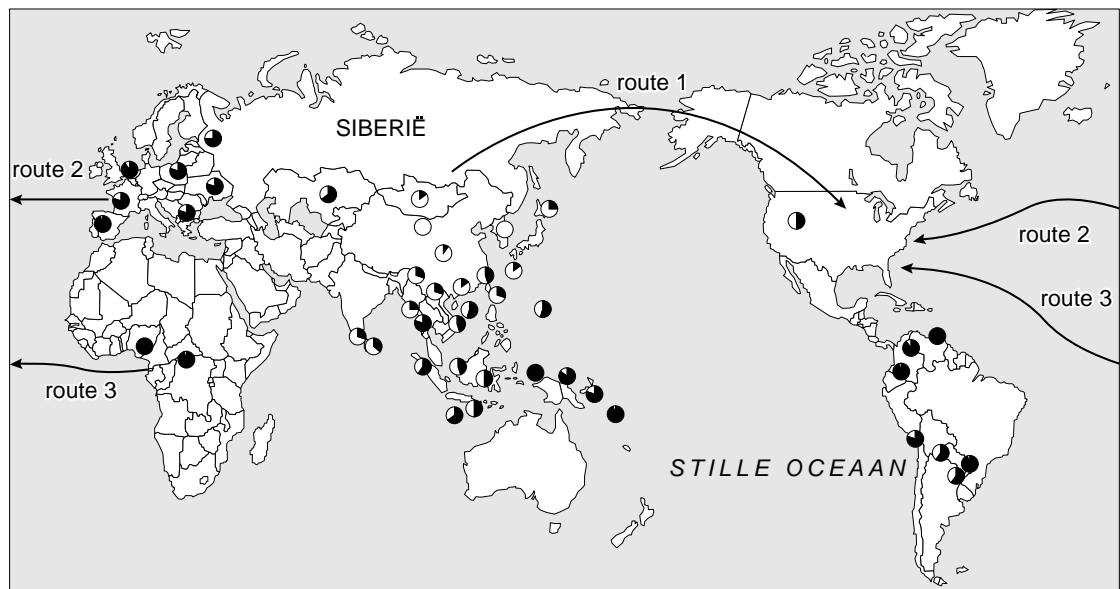 route 1
SIBERIË
route 2
route 2
route 3
route 3
STILLE OCEAAN